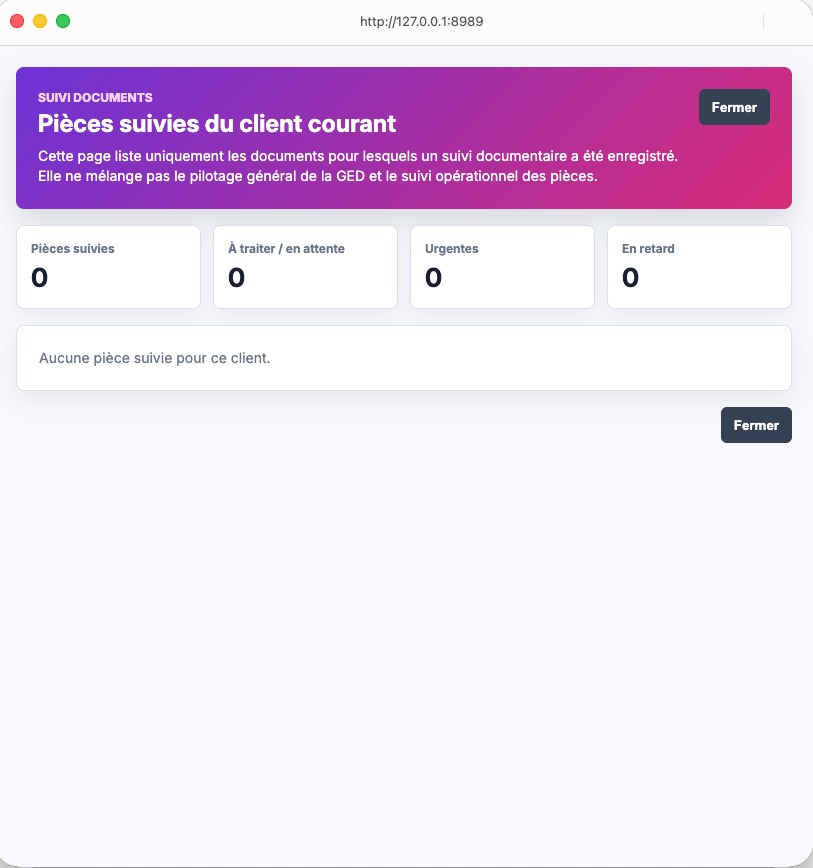 http://127.0.0.1:8989
SUIVI DOCUMENTS
Pièces suivies du client courant
Fermer
Cette page liste uniquement les documents pour lesquels un suivi documentaire a été enregistré.
Elle ne mélange pas le pilotage général de la GED et le suivi opérationnel des pièces.
Pièces suivies
0
À traiter / en attente
0
Urgentes
0
En retard
0
Aucune pièce suivie pour ce client.
Fermer